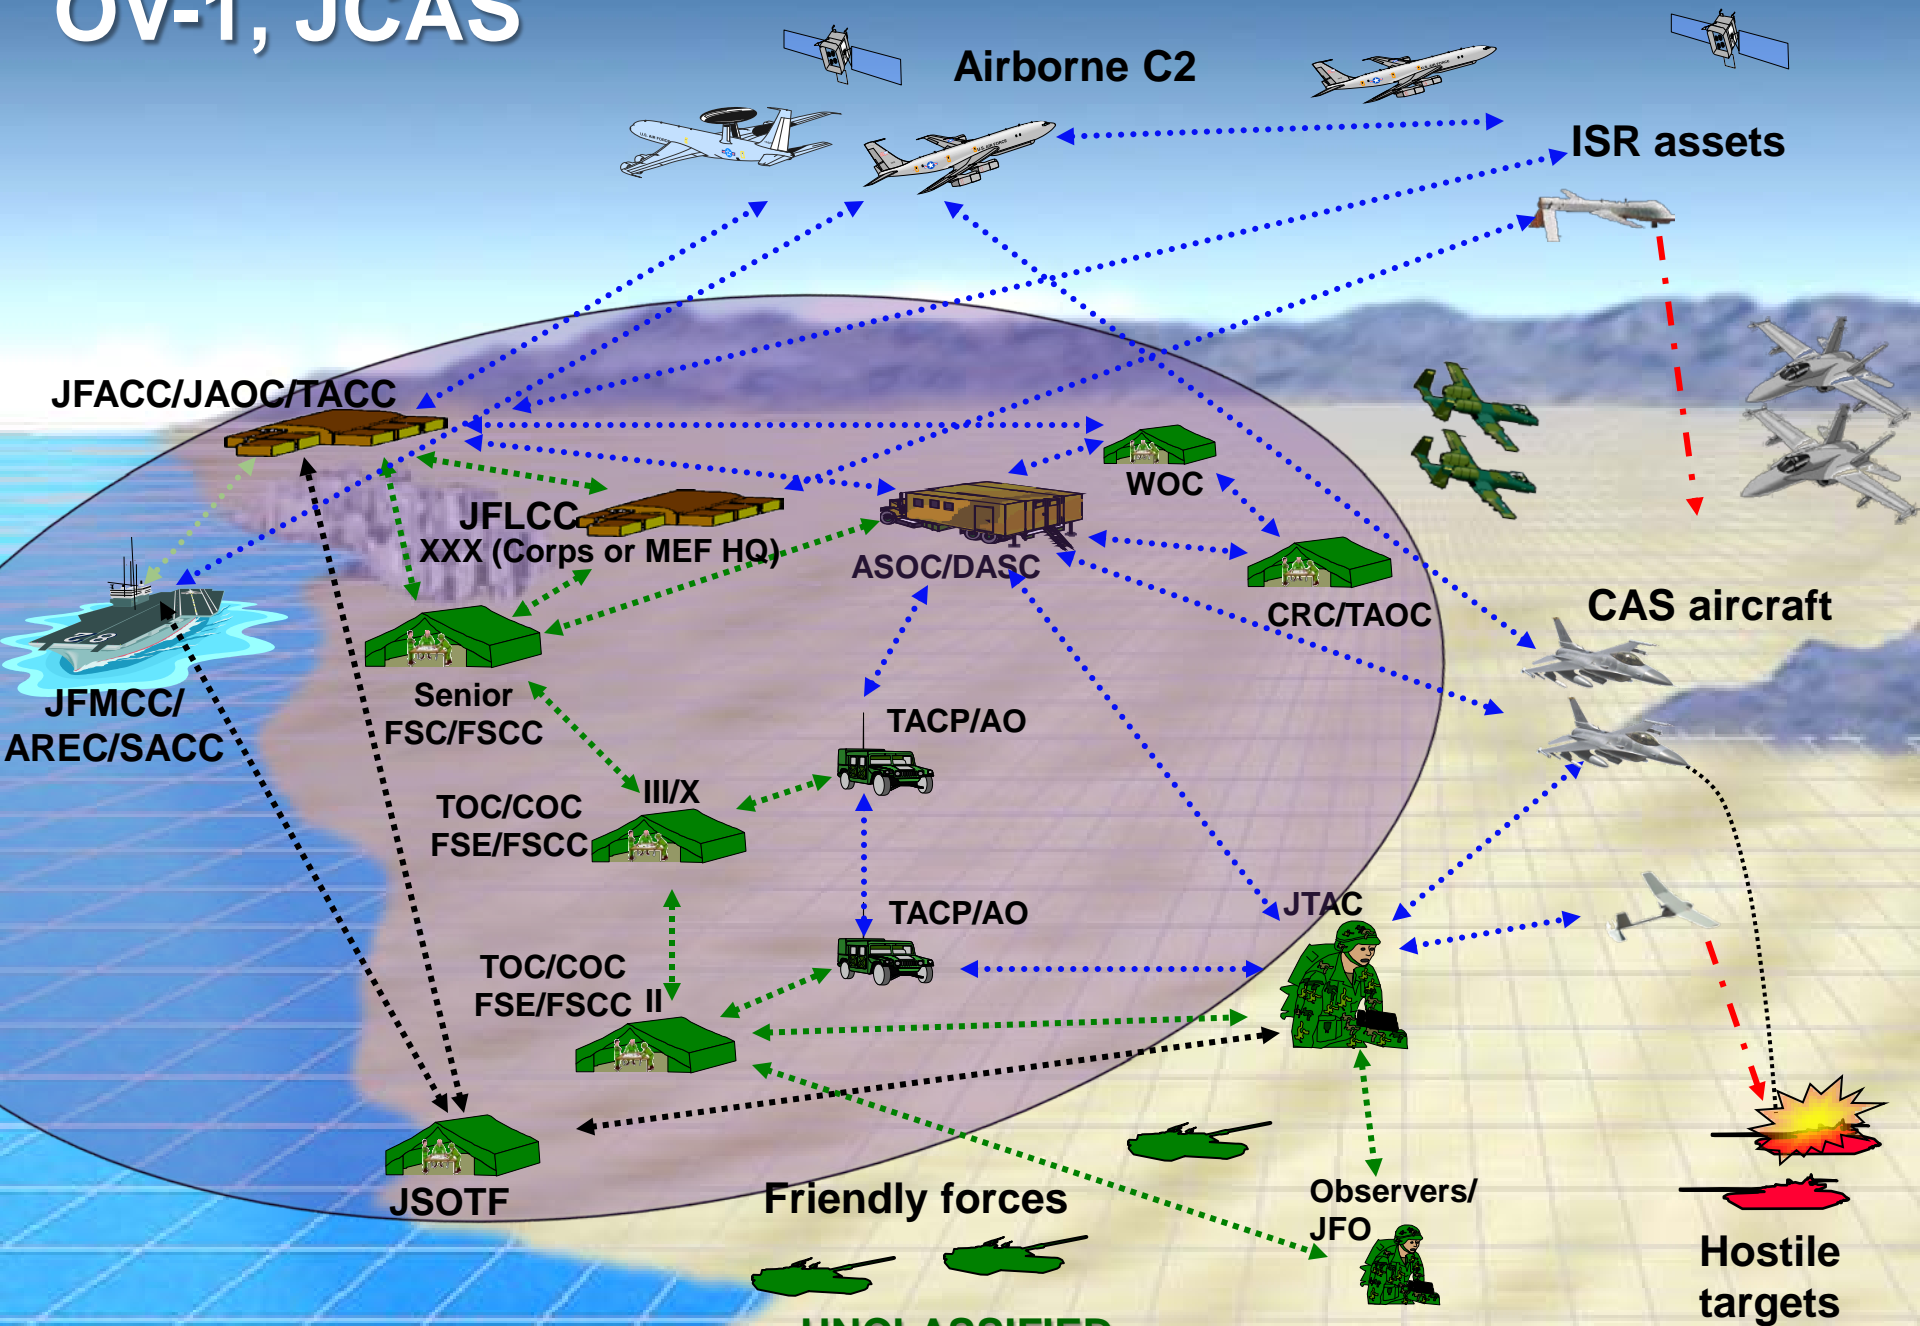 OV-1, JCAS
Airborne C2
ISR assets
JFACC/JAOC/TACC
WOC
JFLCC
XXX (Corps or MEF HQ)
ASOC/DASC
CRC/TAOC
CAS aircraft
JFMCC/
AREC/SACC
Senior
FSC/FSCC
TACP/AO
III/X
TOC/COC
FSE/FSCC
JTAC
TACP/AO
TOC/COC
FSE/FSCC II
JSOTF
Friendly forces
Observers/
JFO
Hostile
targets
UNCLASSIFIED